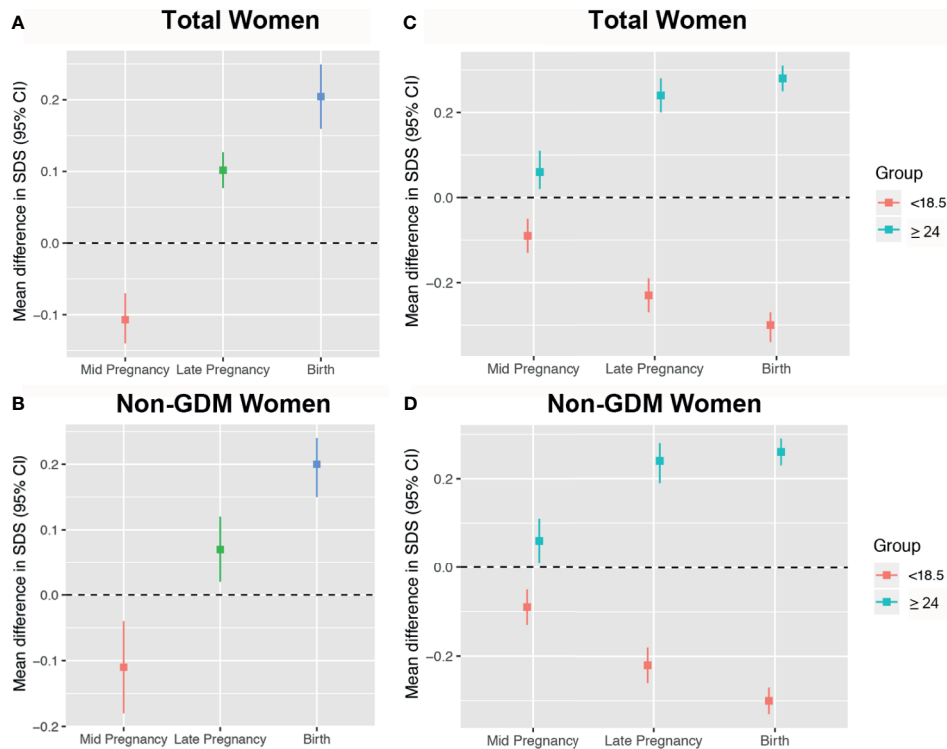 A
Total Women
Mean difference in SDS (95% CI)
0.2
0.1
0.0
−0.1
Mid Pregnancy
Late Pregnancy
Birth
C
Total Women
Mean difference in SDS (95% CI)
0.2
0.0
−0.2
Mid Pregnancy
Late Pregnancy
Birth
Group
<18.5
≥ 24
B
Non-GDM Women
Mean difference in SDS (95% CI)
0.2
0.1
0.0
−0.1
−0.2
Mid Pregnancy
Late Pregnancy
Birth
D
Non-GDM Women
Mean difference in SDS (95% CI)
0.2
0.0
−0.2
Mid Pregnancy
Late Pregnancy
Birth
Group
<18.5
≥ 24